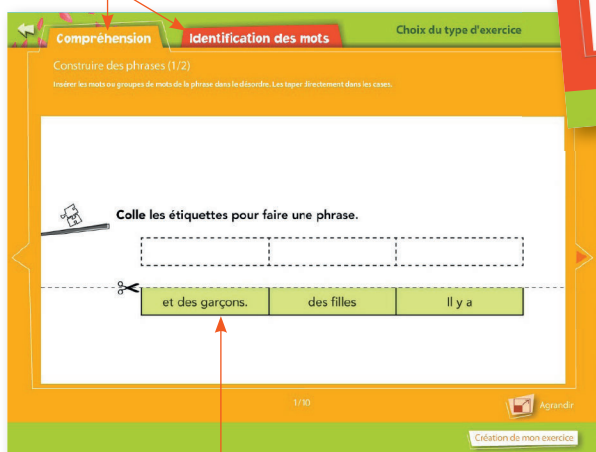 Compréhension
Identification des mots
Choix du type d'exercice
Construire des phrases (1/2)
Insérer les mots ou groupes de mots de la phrase dans le désordre. Les taper directement dans les cases.
Colle les étiquettes pour faire une phrase.
et des garçons. des filles Il y a
1/10
Agrandir
Création de mon exercice